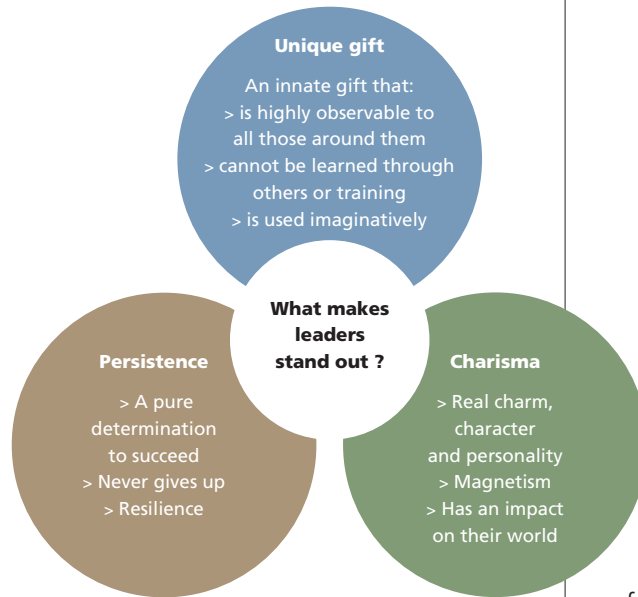 Unique gift
An innate gift that:
> is highly observable to
all those around them
> cannot be learned through
others or training
> is used imaginatively
What makes
leaders
stand out ?
Persistence
> A pure
determination
to succeed
> Never gives up
> Resilience
Charisma
> Real charm,
character
and personality
> Magnetism
> Has an impact
on their world